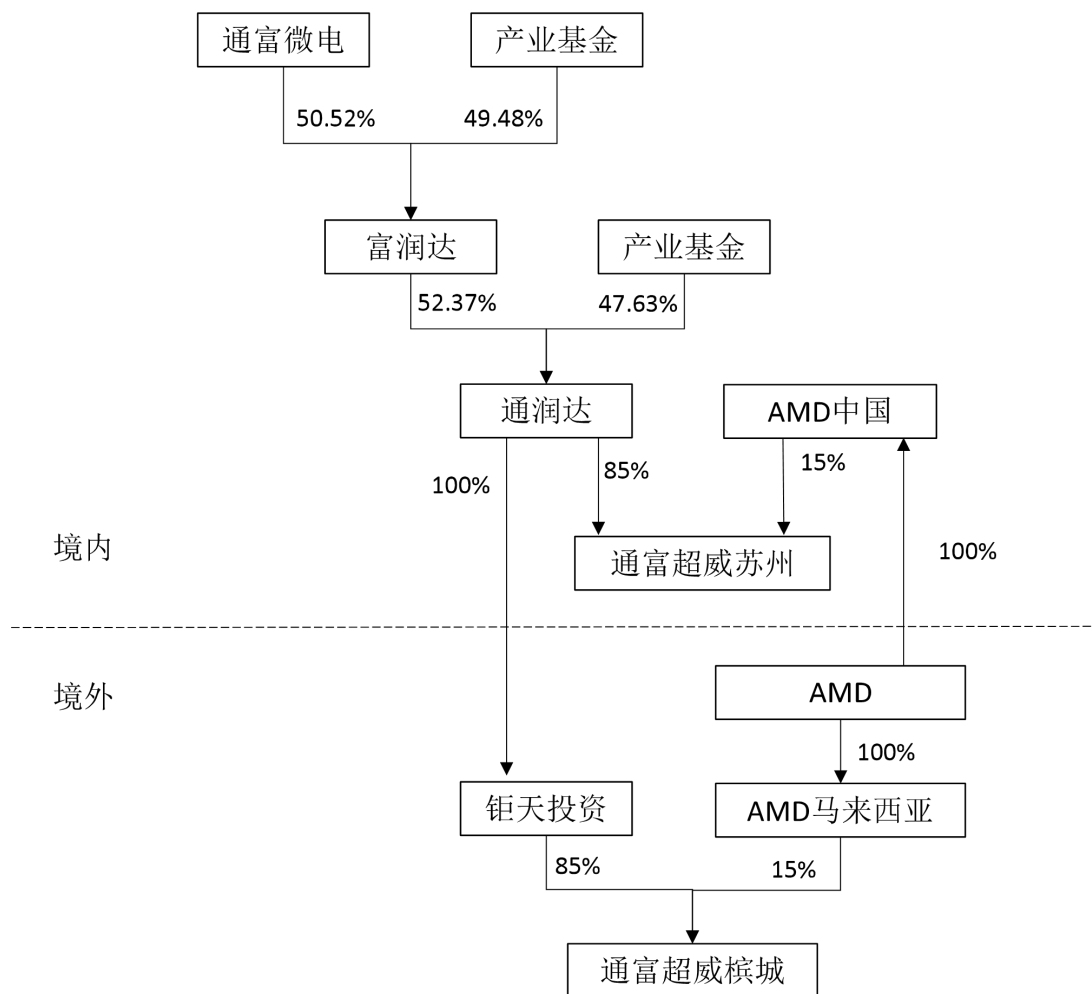 通富微电
产业基金
50.52%
49.48%
富润达
产业基金
52.37%
47.63%
通润达
AMD中国
100%
85%
15%
境内
通富超威苏州
100%
境外
AMD
100%
钜天投资
AMD马来西亚
85%
15%
通富超威槟城